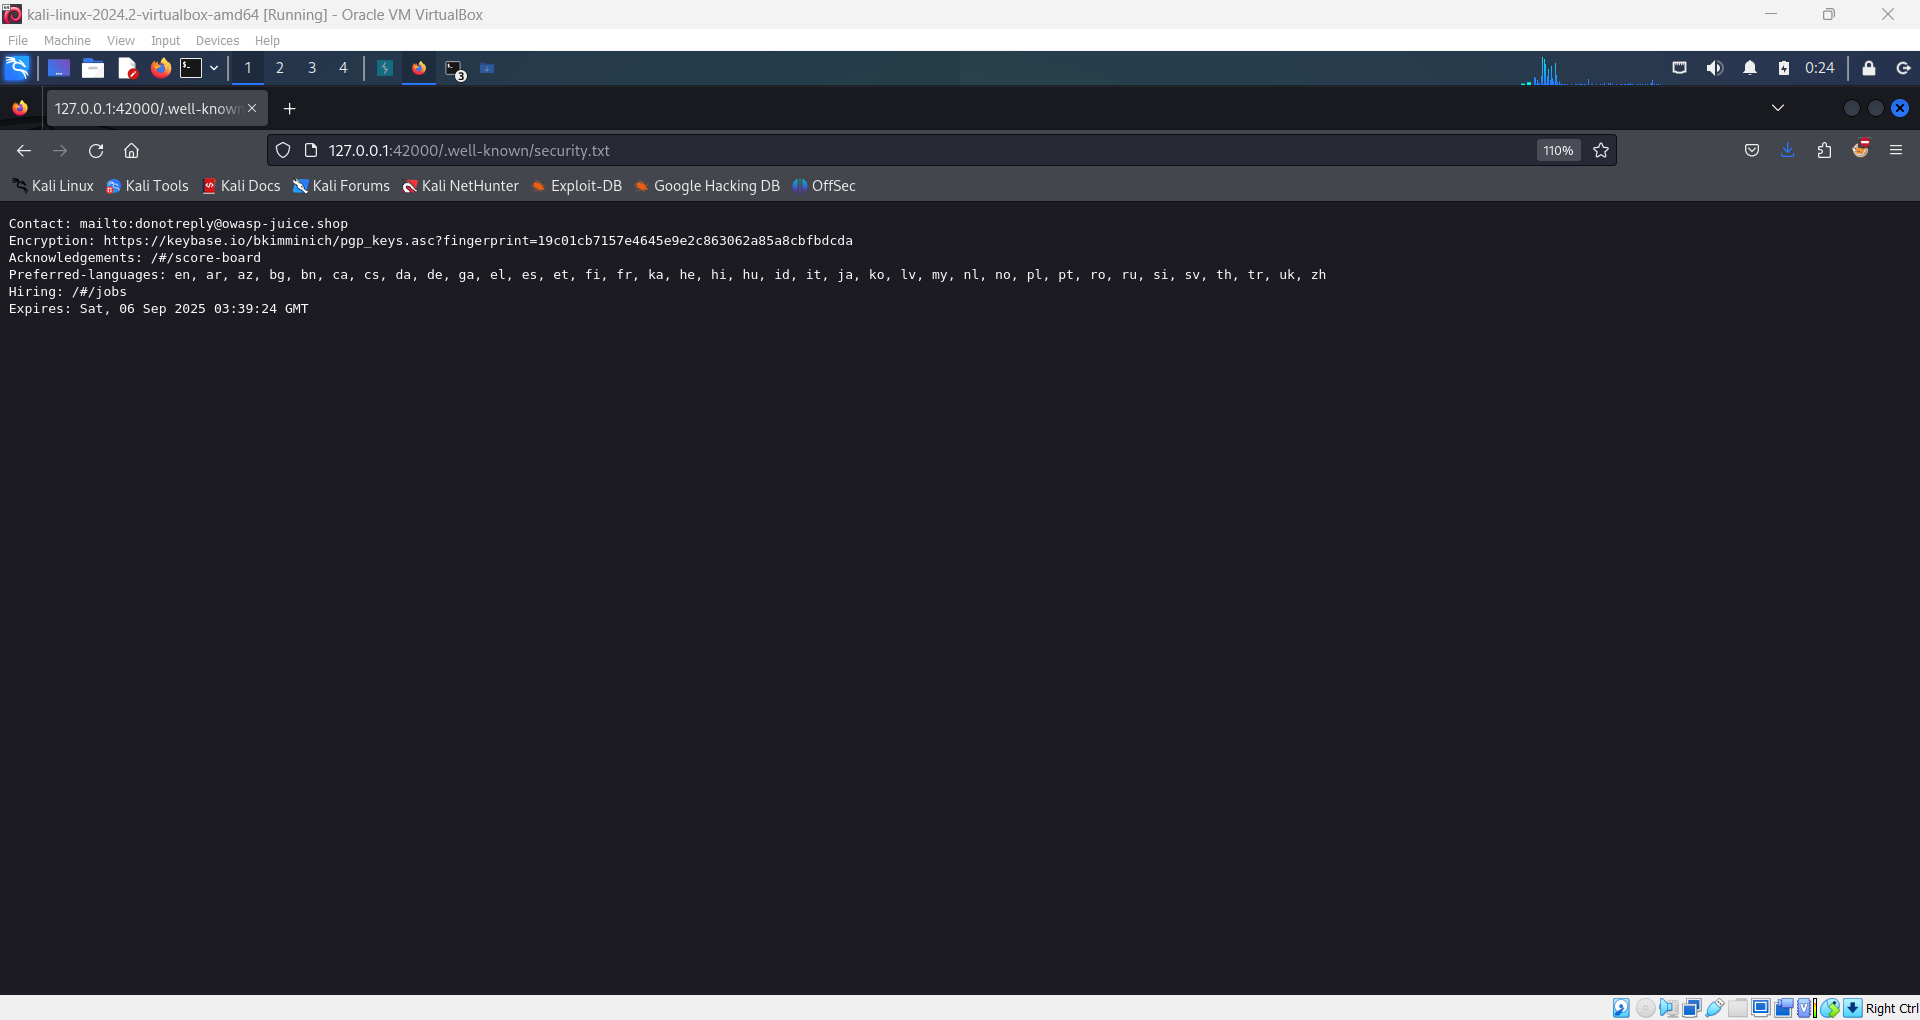 kali-linux-2024.2-virtualbox-amd64 [Running] - Oracle VM VirtualBox
File Machine View Input Devices Help
1 2 3 4 3 0:24
127.0.0.1:42000/.well-known
127.0.0.1:42000/.well-known/security.txt 110%
Kali Linux Kali Tools Kali Docs Kali Forums Kali NetHunter Exploit-DB Google Hacking DB OffSec
Contact: mailto:donotreply@owasp-juice.shop
Encryption: https://keybase.io/bkimminich/pgp_keys.asc?fingerprint=19c01cb7157e4645e9e2c863062a85a8cbfbdcda
Acknowledgements: /#/score-board
Preferred-languages: en, ar, az, bg, bn, ca, cs, da, de, ga, el, es, et, fi, fr, ka, he, hi, hu, id, it, ja, ko, lv, my, nl, no, pl, pt, ro, ru, si, sv, th, tr, uk, zh
Hiring: /#/jobs
Expires: Sat, 06 Sep 2025 03:39:24 GMT
Right Ctrl